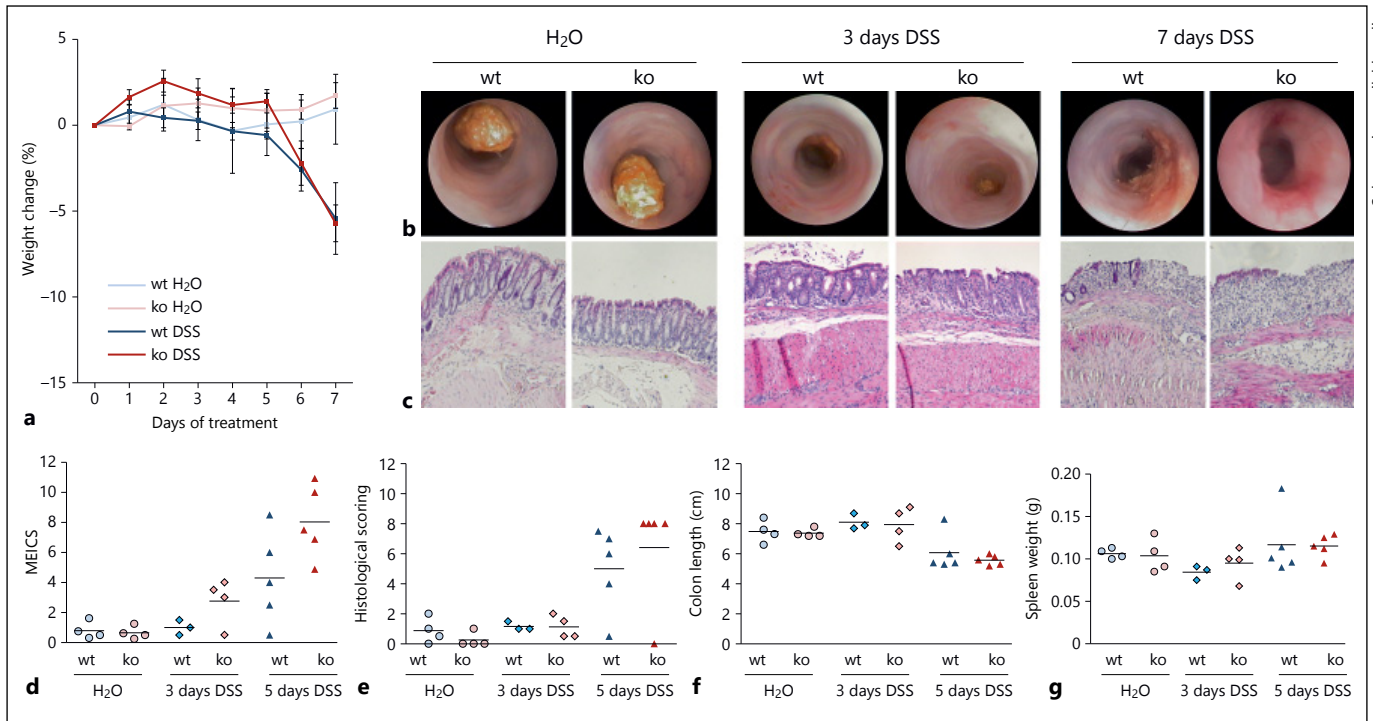 H2O 3 days DSS 7 days DSS
wt ko wt ko wt ko
5
0
–5
–10
–15
Weight change (%)
wt H2O
ko H2O
wt DSS
ko DSS
0 1 2 3 4 5 6 7
Days of treatment
a
b
c
12
10
8
6
4
2
0
MEICS
wt ko wt ko wt ko
H2O 3 days DSS 5 days DSS
d
12
10
8
6
4
2
0
Histological scoring
wt ko wt ko wt ko
H2O 3 days DSS 5 days DSS
e
12
10
8
6
4
2
0
Colon length (cm)
wt ko wt ko wt ko
H2O 3 days DSS 5 days DSS
f
0.20
0.15
0.10
0.05
0
Spleen weight (g)
wt ko wt ko wt ko
H2O 3 days DSS 5 days DSS
g